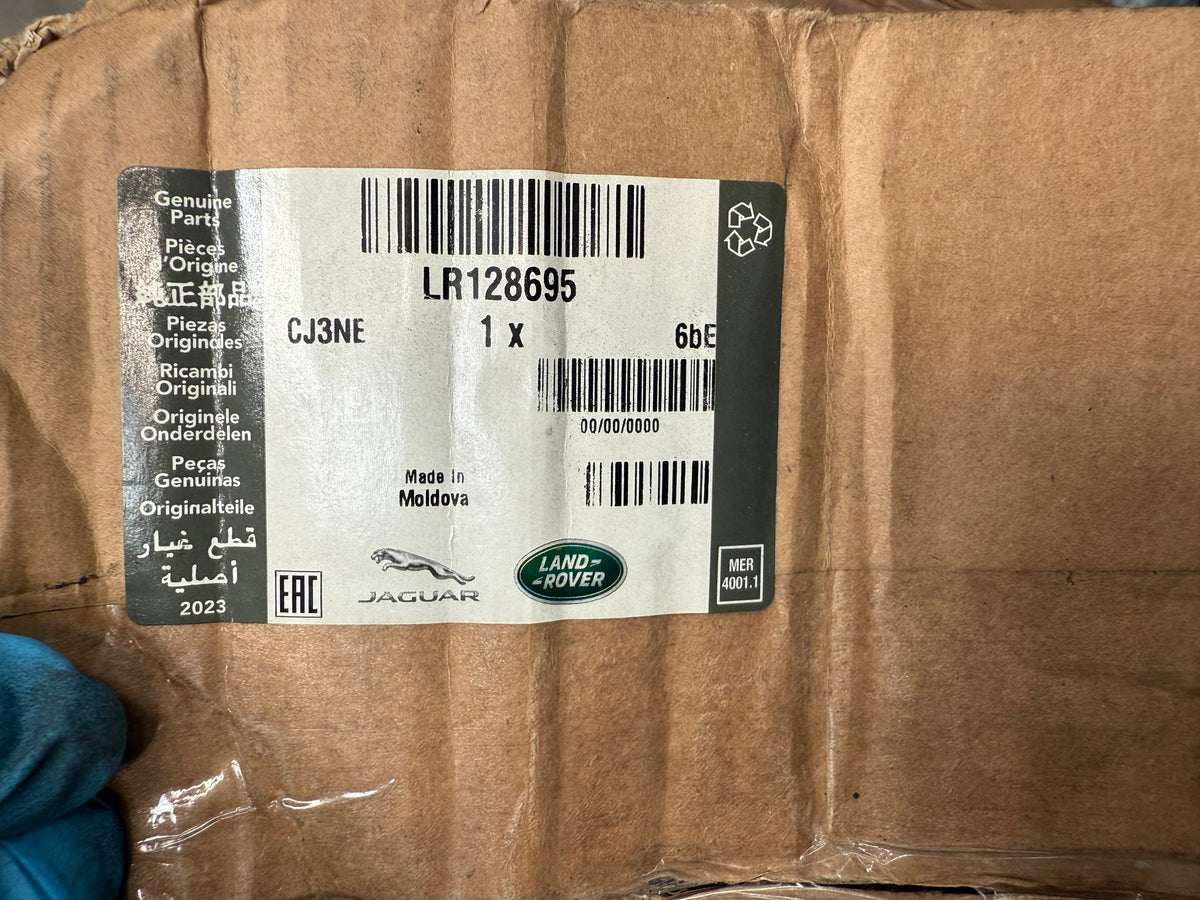 Genuine
Parts
Pièces
D'Origine
純正部品
Piezas
Originales
Ricambi
Originali
Originele
Onderdelen
Peças
Genuinas
Originalteile
قطع غيار
أصلية
2023
LR128695
CJ3NE 1 x 6bE
00/00/0000
Made In
Moldova
EAC
JAGUAR
LAND-
-ROVER
MER
4001.1